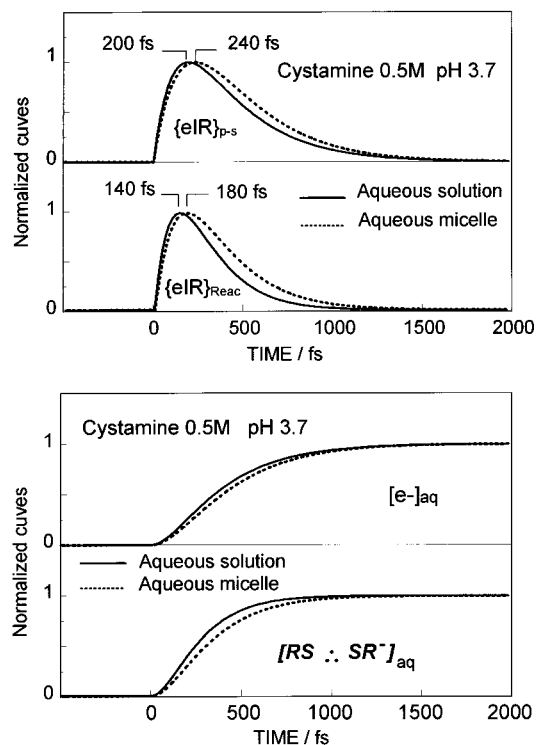 200 fs 240 fs
Cystamine 0.5M pH 3.7
1
{eIR}p-s
0
Normalized cuves
140 fs 180 fs
Aqueous solution
Aqueous micelle
1
{eIR}Reac
0
0 500 1000 1500 2000
TIME / fs
Cystamine 0.5M pH 3.7
1
[e-]aq
0
Normalized cuves
Aqueous solution
Aqueous micelle
1
[RS ∴ SR-]aq
0
0 500 1000 1500 2000
TIME / fs